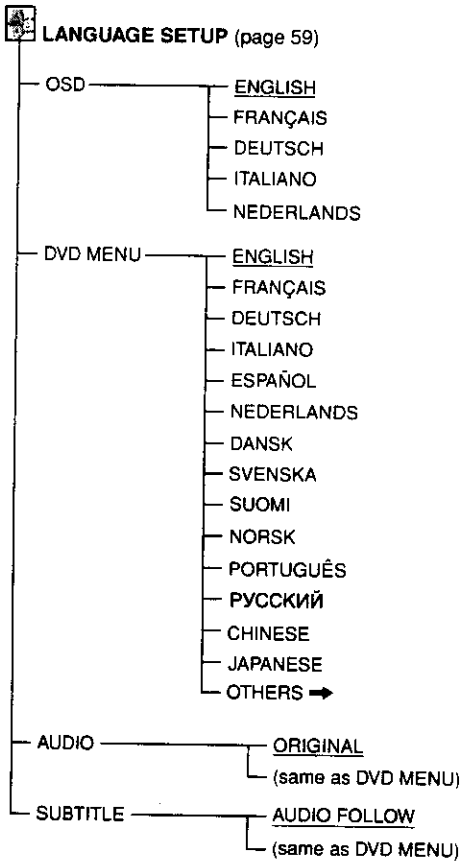 LANGUAGE SETUP (page 59)
OSD ENGLISH
FRANÇAIS
DEUTSCH
ITALIANO
NEDERLANDS
DVD MENU ENGLISH
FRANÇAIS
DEUTSCH
ITALIANO
ESPAÑOL
NEDERLANDS
DANSK
SVENSKA
SUOMI
NORSK
PORTUGUÊS
РУССКИЙ
CHINESE
JAPANESE
OTHERS ➡
AUDIO ORIGINAL
(same as DVD MENU)
SUBTITLE AUDIO FOLLOW
(same as DVD MENU)